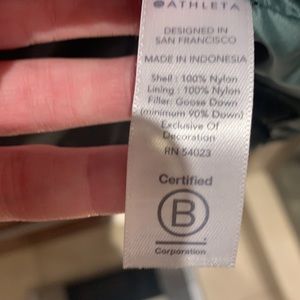 ATHLETA
DESIGNED IN
SAN FRANCISCO
MADE IN INDONESIA
Shell : 100% Nylon
Lining : 100% Nylon
Filler: Goose Down
(minimum 90% Down)
Exclusive Of
Decoration
RN 54023
Certified
B
Corporation